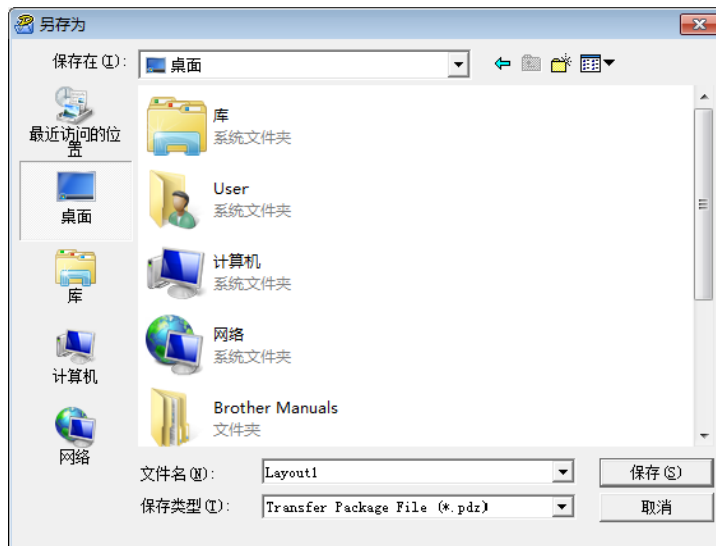 另存为
保存在(I):
桌面
最近访问的位
置
桌面
库
计算机
网络
库
系统文件夹
User
系统文件夹
计算机
系统文件夹
网络
系统文件夹
Brother Manuals
文件夹
文件名(N):
Layout1
保存(S)
保存类型(T):
Transfer Package File (*.pdz)
取消